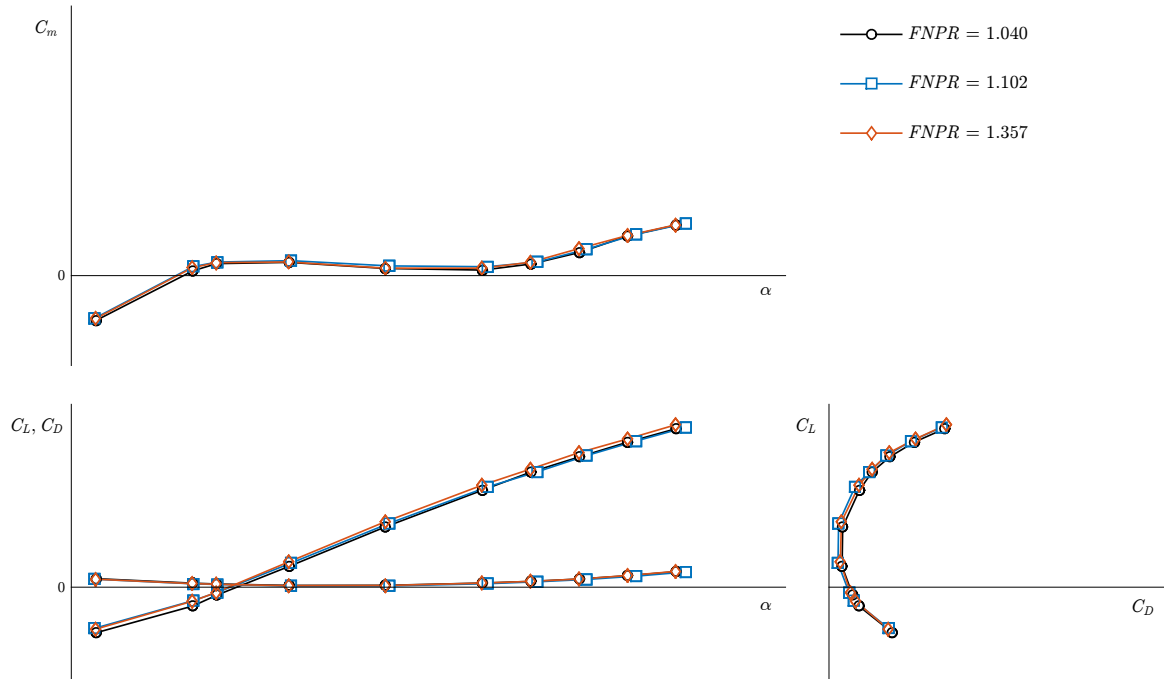 C_m
FNPR = 1.040
FNPR = 1.102
FNPR = 1.357
0
α
C_L, C_D
0
α
C_L
C_D